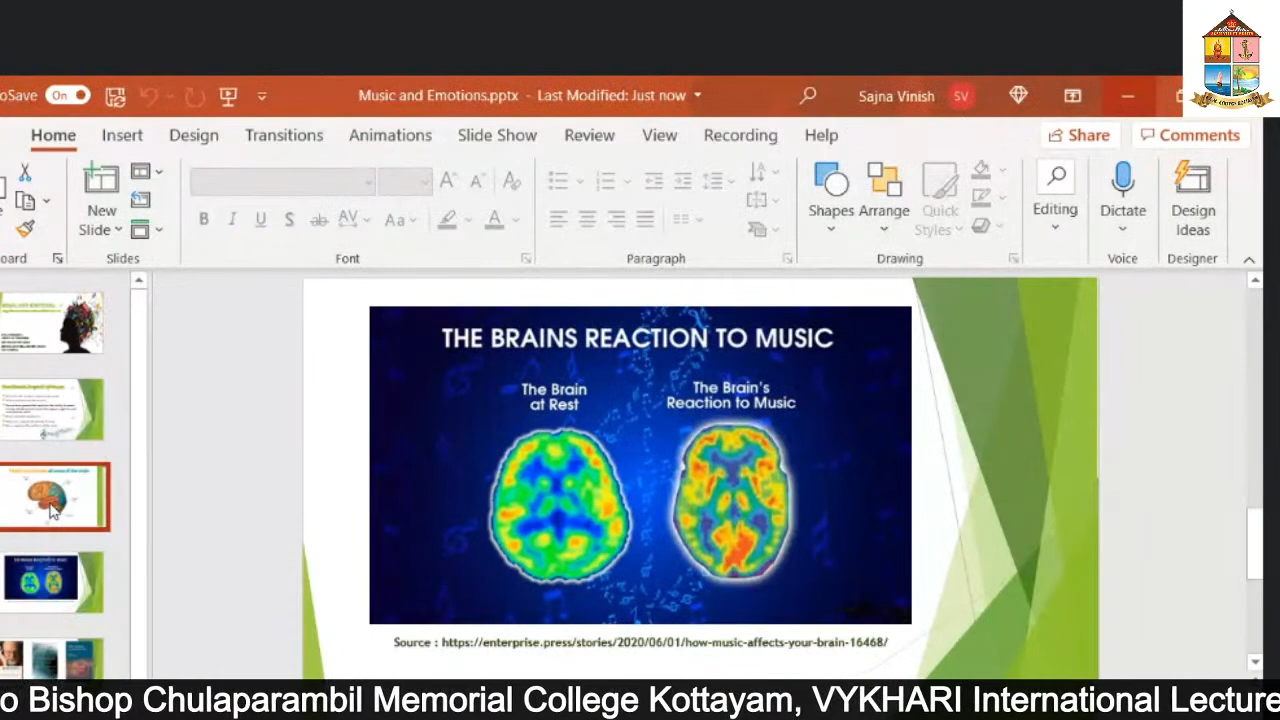 oSave On
Music and Emotions.pptx - Last Modified: Just now
Sajna Vinish SV
Home Insert Design Transitions Animations Slide Show Review View Recording Help
Share Comments
New
Slide
Shapes Arrange Quick
Styles
Editing
Dictate
Design
Ideas
oard Slides Font Paragraph Drawing Voice Designer
THE BRAINS REACTION TO MUSIC
The Brain
at Rest
The Brain's
Reaction to Music
Source : https://enterprise.press/stories/2020/06/01/how-music-affects-your-brain-16468/
o Bishop Chulaparambil Memorial College Kottayam, VYKHARI International Lecture